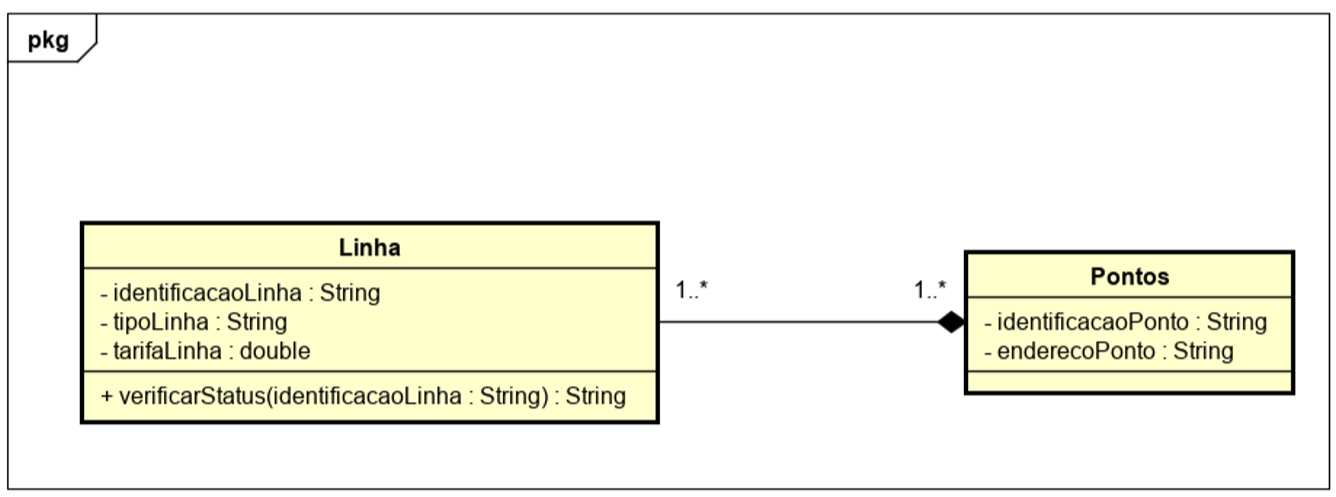 pkg
Linha
- identificacaoLinha : String
- tipoLinha : String
- tarifaLinha : double
+ verificarStatus(identificacaoLinha : String) : String
1..*
1..*
Pontos
- identificacaoPonto : String
- enderecoPonto : String